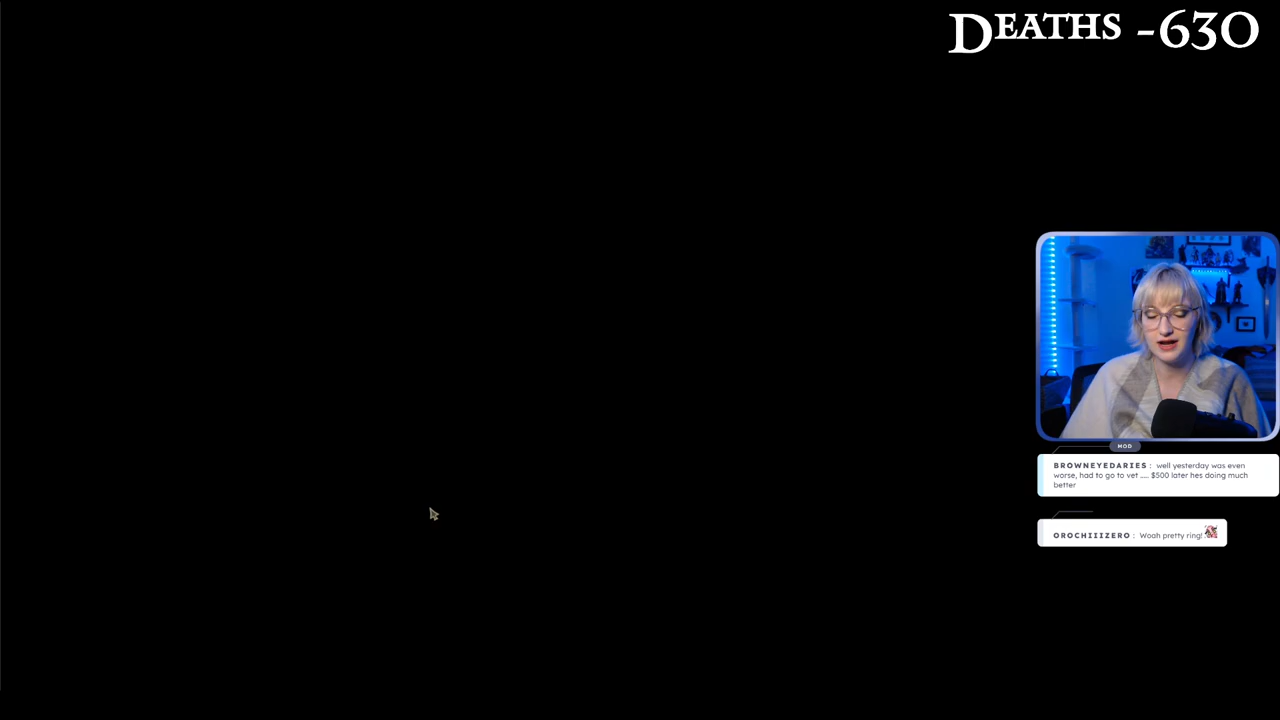 DEATHS -630
MOD
BROWNEYEDARIES : well yesterday was even
worse, had to go to vet ..... $500 later hes doing much
better
OROCHIIIZERO : Woah pretty ring!